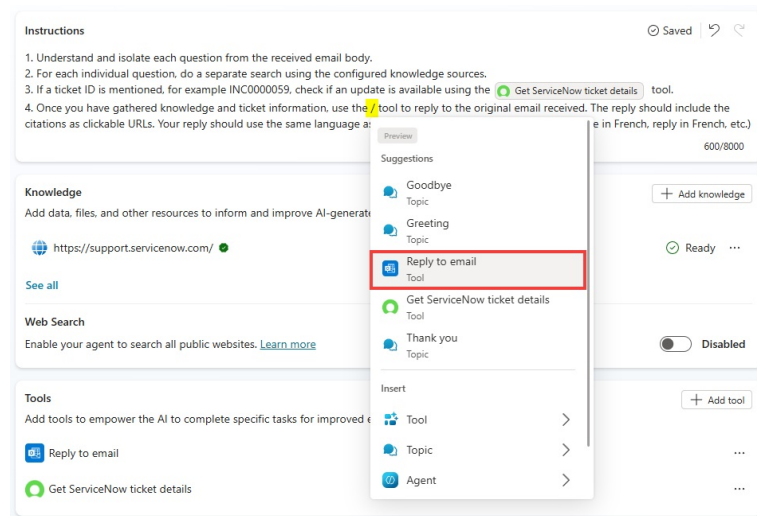 Instructions
Saved
1. Understand and isolate each question from the received email body.
2. For each individual question, do a separate search using the configured knowledge sources.
3. If a ticket ID is mentioned, for example INC0000059, check if an update is available using the Get ServiceNow ticket details tool.
4. Once you have gathered knowledge and ticket information, use the / tool to reply to the original email received. The reply should include the
citations as clickable URLs. Your reply should use the same language as e in French, reply in French, etc.)
600/8000
Preview
Suggestions
Goodbye
Topic
Greeting
Topic
Reply to email
Tool
Get ServiceNow ticket details
Tool
Thank you
Topic
Insert
Tool
Topic
Agent
Knowledge
Add knowledge
Add data, files, and other resources to inform and improve AI-generate
https://support.servicenow.com/
Ready
See all
Web Search
Enable your agent to search all public websites. Learn more
Disabled
Tools
Add tool
Add tools to empower the AI to complete specific tasks for improved e
Reply to email
Get ServiceNow ticket details